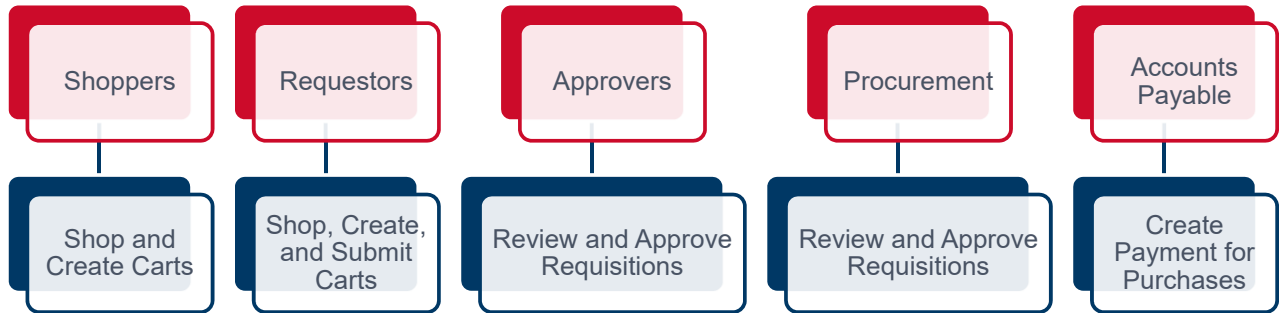 Shoppers
Requestors
Approvers
Procurement
Accounts
Payable
Shop and
Create Carts
Shop, Create,
and Submit
Carts
Review and Approve
Requisitions
Review and Approve
Requisitions
Create
Payment for
Purchases